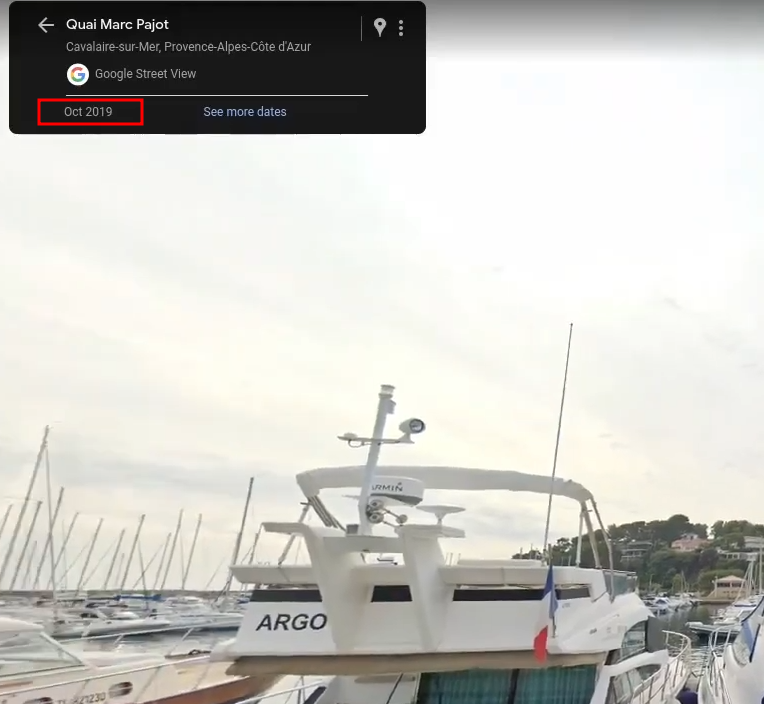 Quai Marc Pajot
Cavalaire-sur-Mer, Provence-Alpes-Côte d'Azur
Google Street View
Oct 2019
See more dates
ARMIN
ARGO